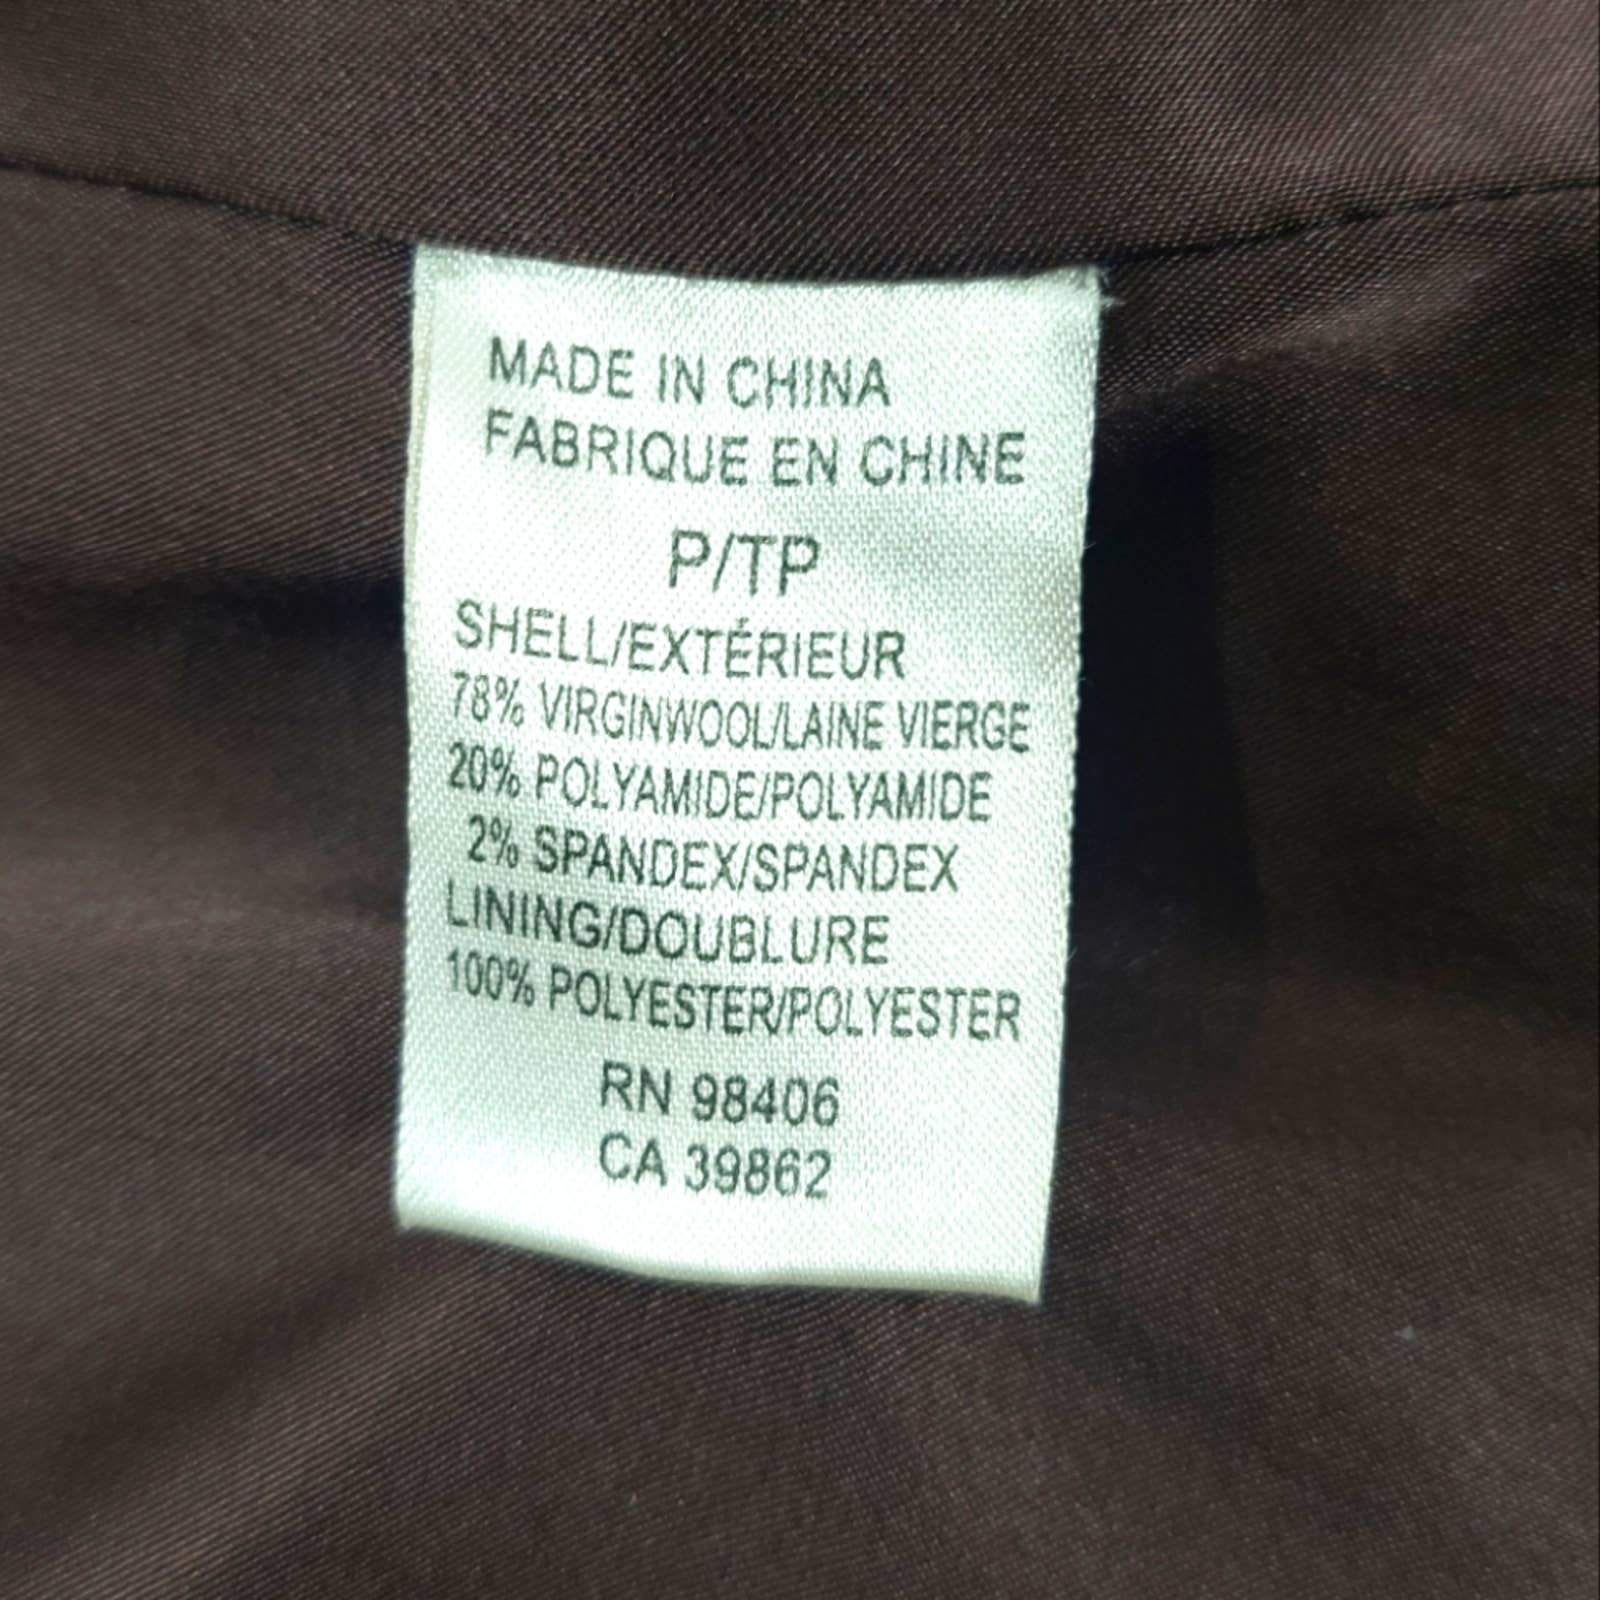 MADE IN CHINA
FABRIQUE EN CHINE
P/TP
SHELL/EXTÉRIEUR
78% VIRGINWOOL/LAINE VIERGE
20% POLYAMIDE/POLYAMIDE
2% SPANDEX/SPANDEX
LINING/DOUBLURE
100% POLYESTER/POLYESTER
RN 98406
CA 39862